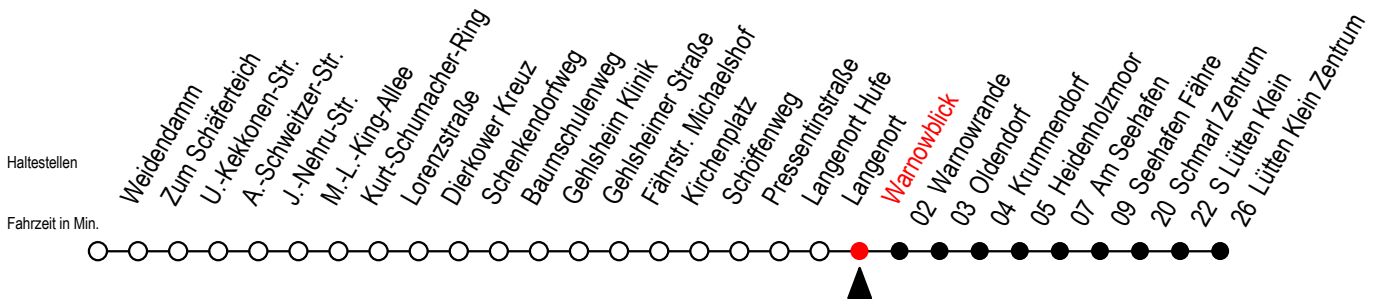 Haltestellen
Weidendamm
Zum Schäferteich
U.-Kekkonen-Str.
A.-Schweitzer-Str.
J.-Nehru-Str.
M.-L.-King-Allee
Kurt-Schumacher-Ring
Lorenzstraße
Dierkower Kreuz
Schenkendorfweg
Baumschulenweg
Gehlsheim Klinik
Gehlsheimer Straße
Fährstr. Michaelshof
Kirchenplatz
Schöffenweg
Pressentinstraße
Langenort Hufe
Langenort
Warnowblick
02 Warnowrande
03 Oldendorf
04 Krummendorf
05 Heidenholzmoor
07 Am Seehafen
09 Seehafen Fähre
20 Schmarl Zentrum
22 S Lütten Klein
26 Lütten Klein Zentrum
Fahrzeit in Min.